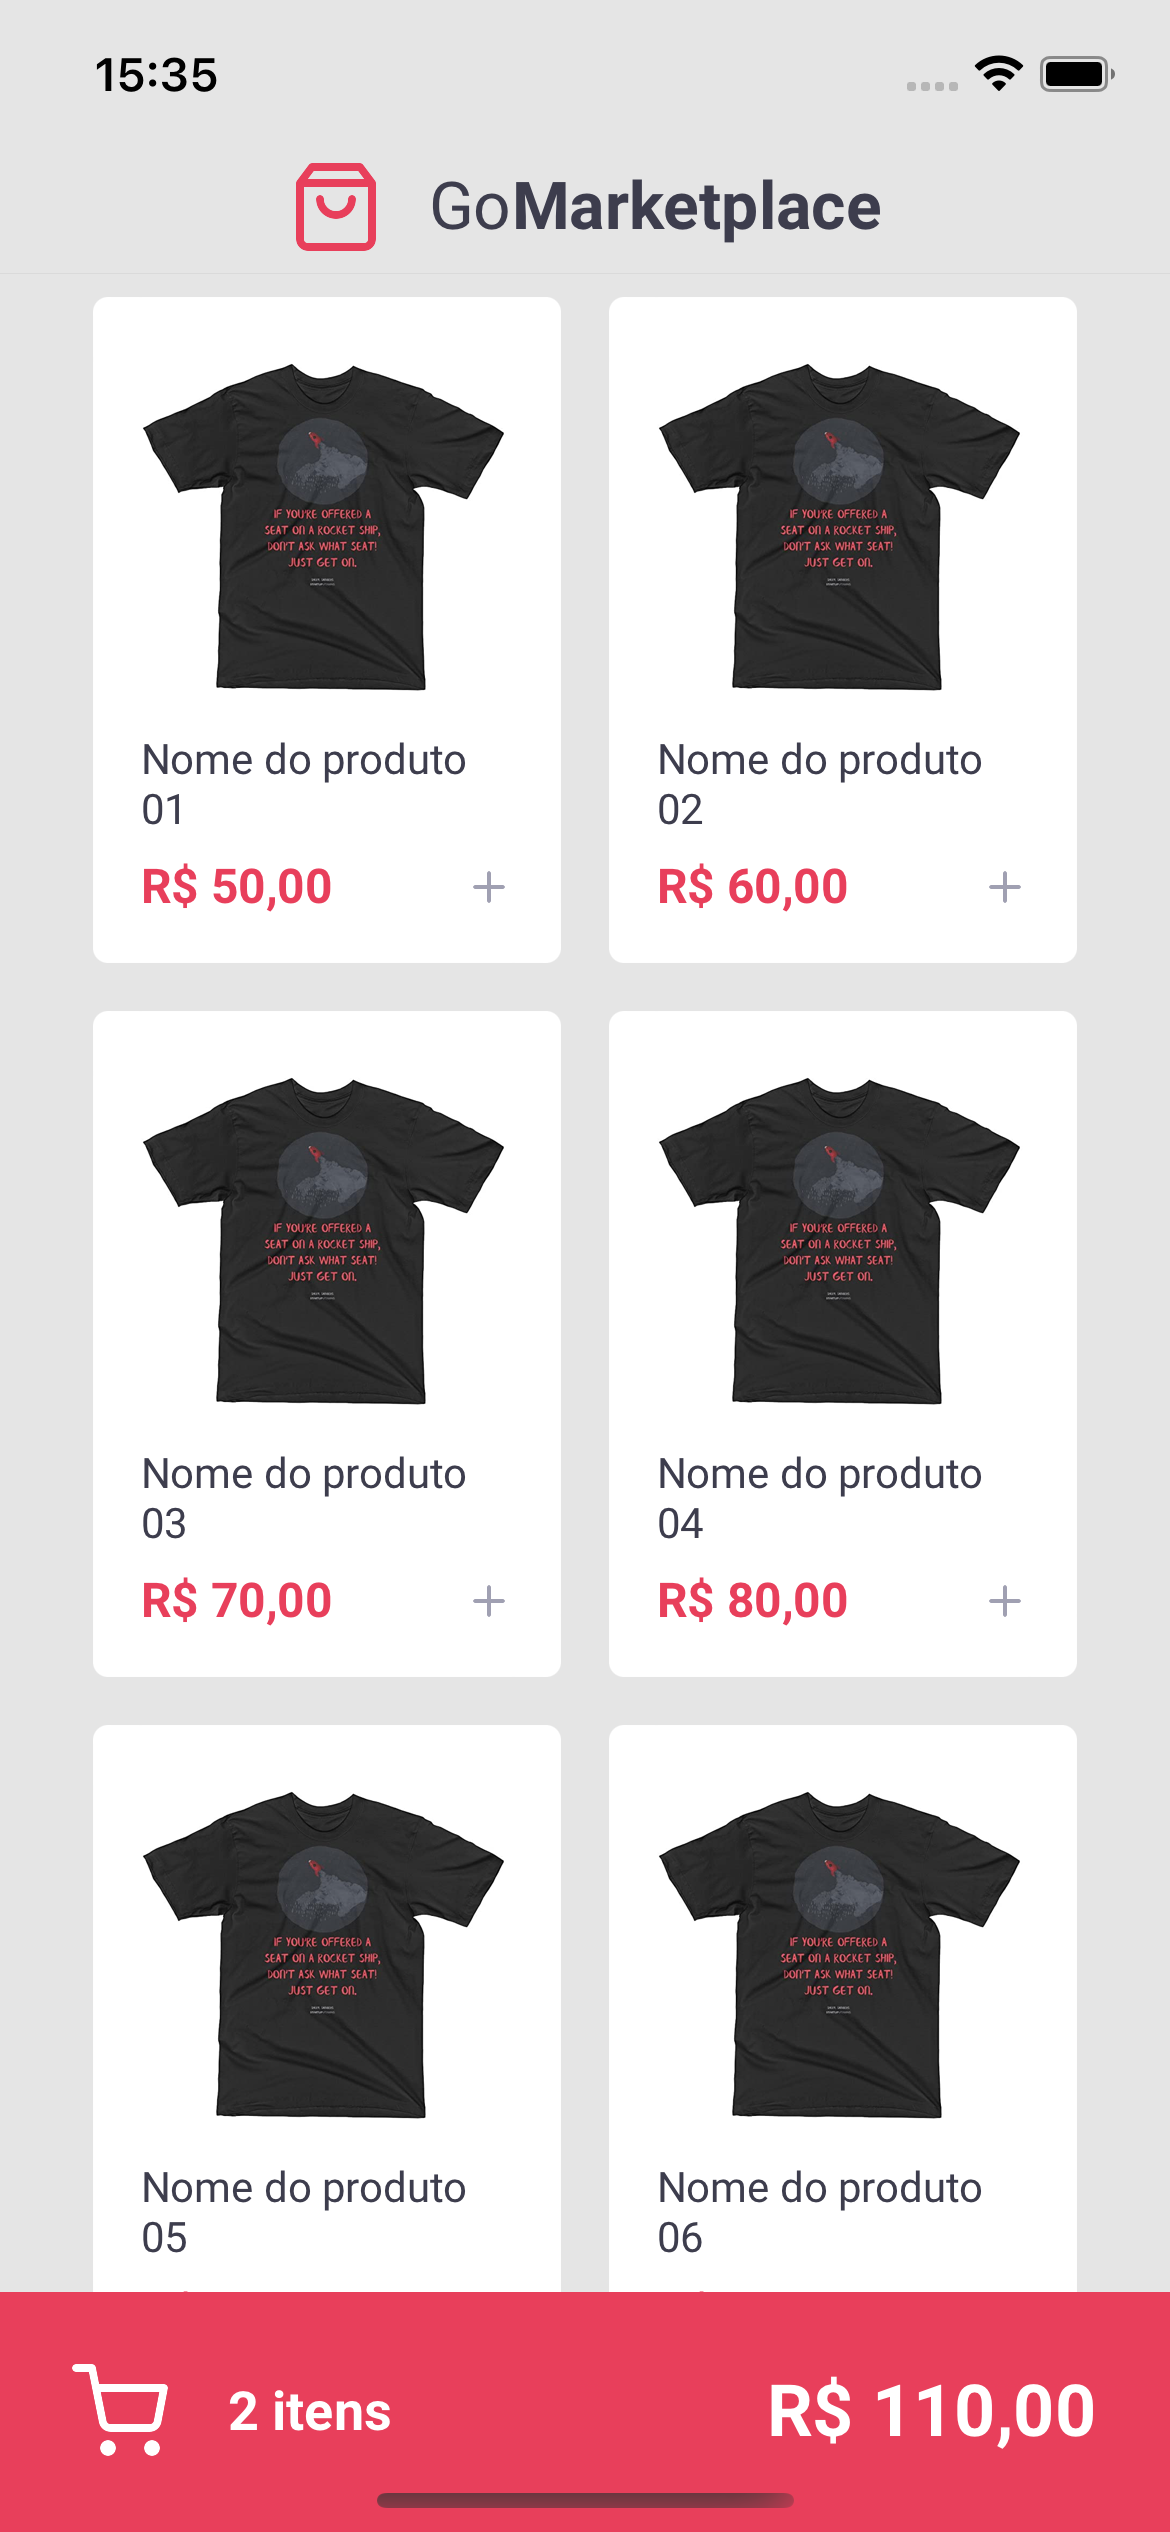 15:35
GoMarketplace
IF YOU'RE OFFERED A
SEAT ON A ROCKET SHIP,
DON'T ASK WHAT SEAT!
JUST GET ON.
IF YOU'RE OFFERED A
SEAT ON A ROCKET SHIP,
DON'T ASK WHAT SEAT!
JUST GET ON.
Nome do produto
01
Nome do produto
02
R$ 50,00
R$ 60,00
IF YOU'RE OFFERED A
SEAT ON A ROCKET SHIP,
DON'T ASK WHAT SEAT!
JUST GET ON.
IF YOU'RE OFFERED A
SEAT ON A ROCKET SHIP,
DON'T ASK WHAT SEAT!
JUST GET ON.
Nome do produto
03
Nome do produto
04
R$ 70,00
R$ 80,00
IF YOU'RE OFFERED A
SEAT ON A ROCKET SHIP,
DON'T ASK WHAT SEAT!
JUST GET ON.
IF YOU'RE OFFERED A
SEAT ON A ROCKET SHIP,
DON'T ASK WHAT SEAT!
JUST GET ON.
Nome do produto
05
Nome do produto
06
2 itens
R$ 110,00